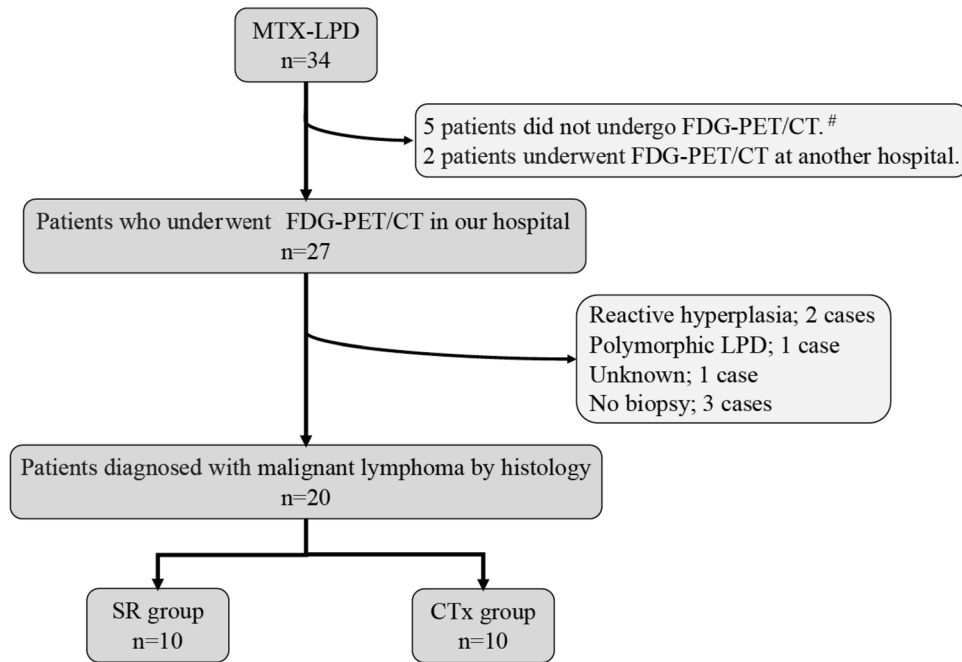 MTX-LPD
n=34
5 patients did not undergo FDG-PET/CT.#
2 patients underwent FDG-PET/CT at another hospital.
Patients who underwent FDG-PET/CT in our hospital
n=27
Reactive hyperplasia; 2 cases
Polymorphic LPD; 1 case
Unknown; 1 case
No biopsy; 3 cases
Patients diagnosed with malignant lymphoma by histology
n=20
SR group
n=10
CTx group
n=10